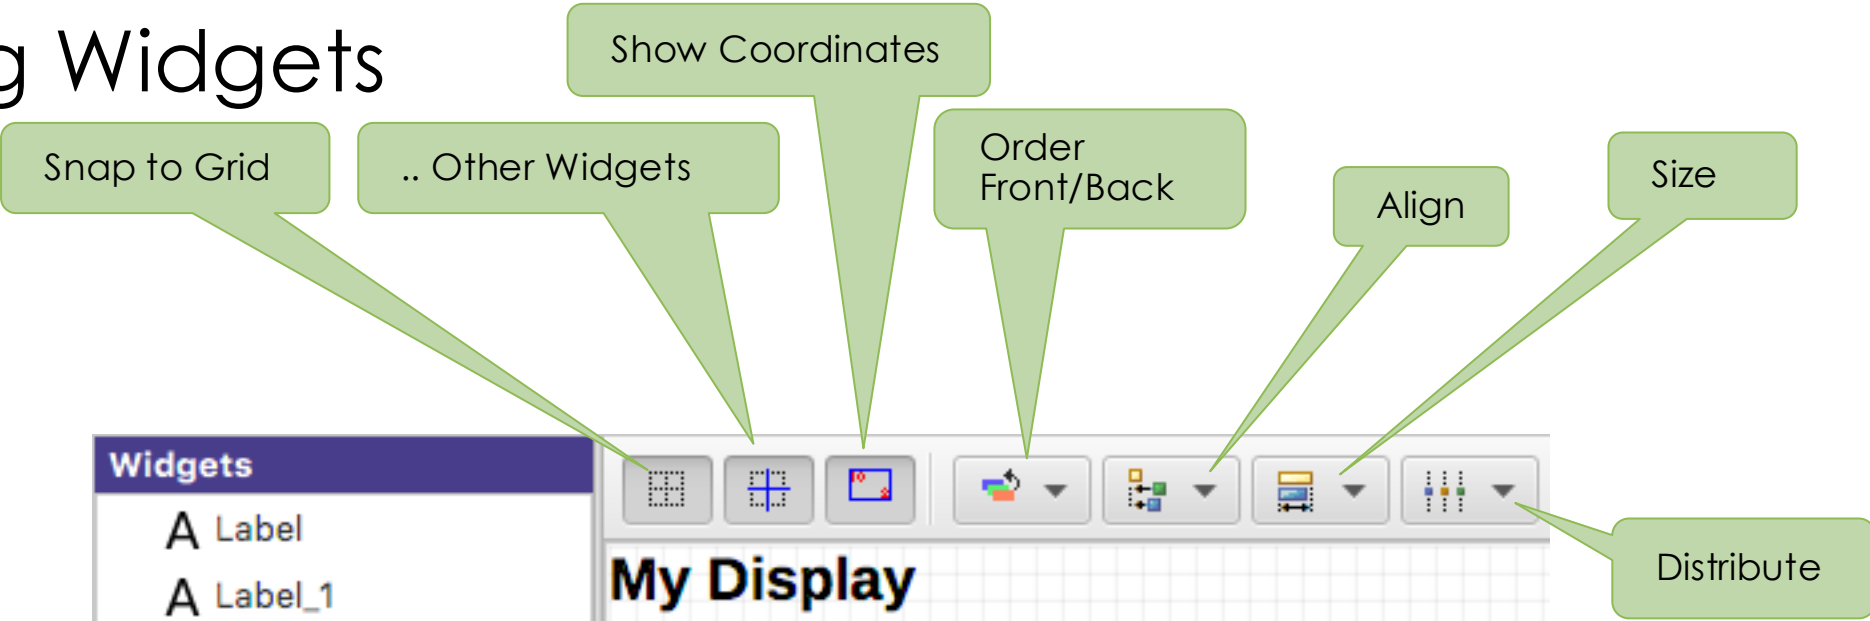 g Widgets
Show Coordinates
Snap to Grid
.. Other Widgets
Order
Front/Back
Align
Size
Widgets
A Label
A Label_1
My Display
Distribute